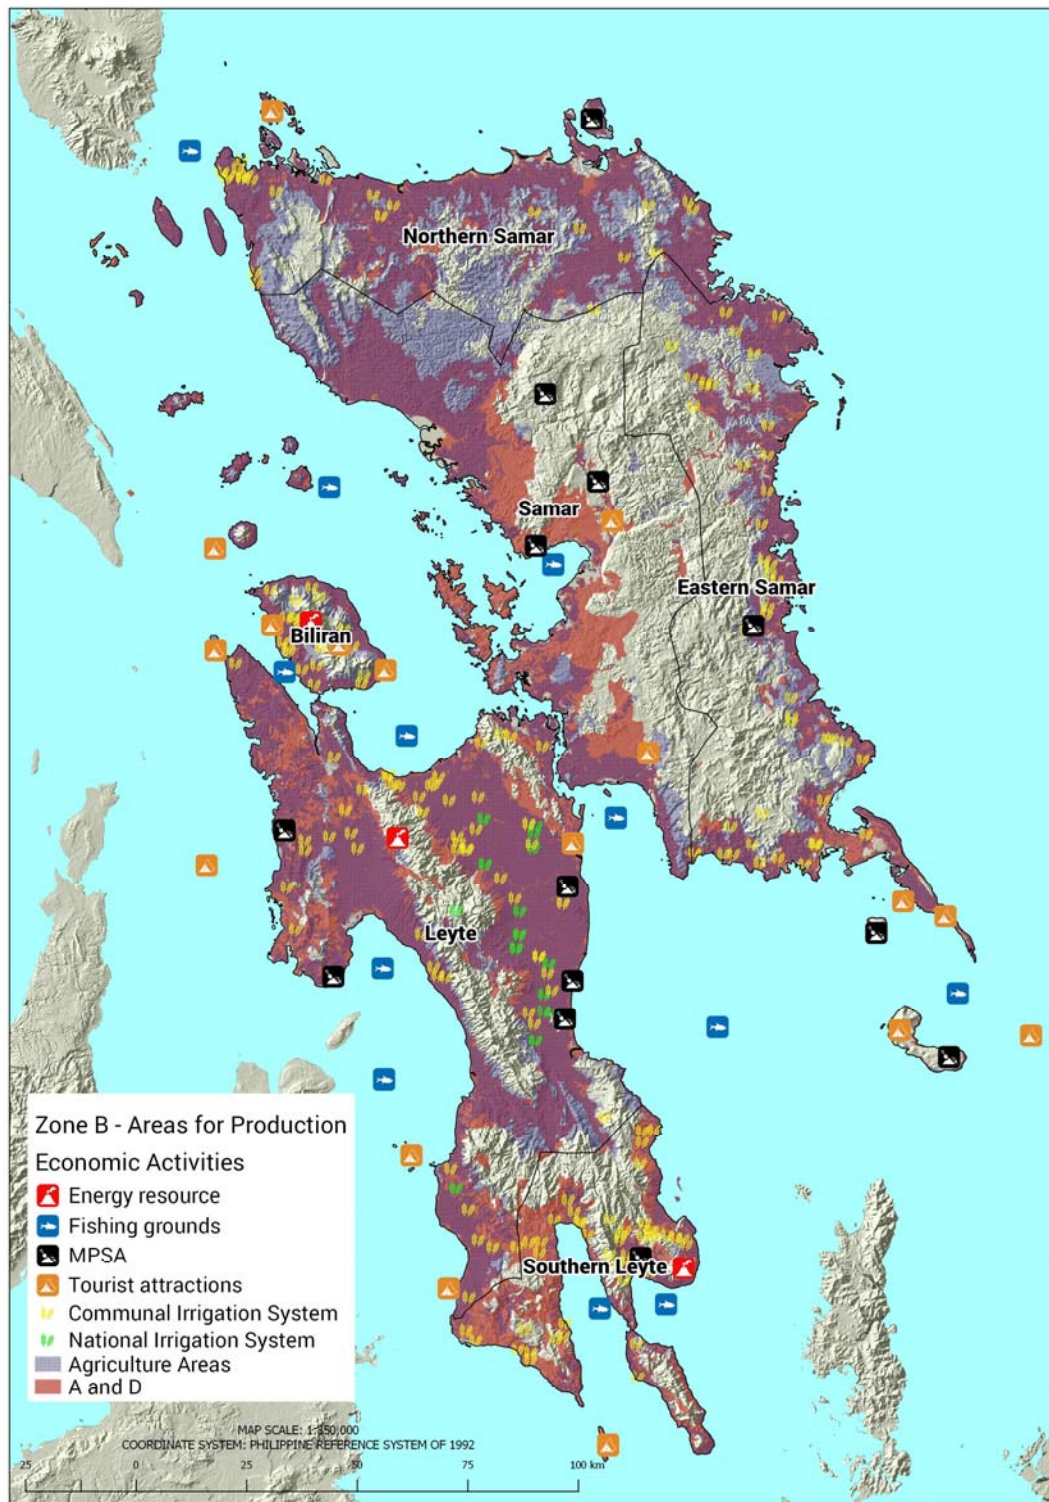 Northern Samar
Samar
Eastern Samar
Biliran
Leyte
Southern Leyte
Zone B - Areas for Production
Economic Activities
Energy resource
Fishing grounds
MPSA
Tourist attractions
Communal Irrigation System
National Irrigation System
Agriculture Areas
A and D
MAP SCALE: 1:850,000
COORDINATE SYSTEM: PHILIPPINE REFERENCE SYSTEM OF 1992
25 0 25 50 75 100 km